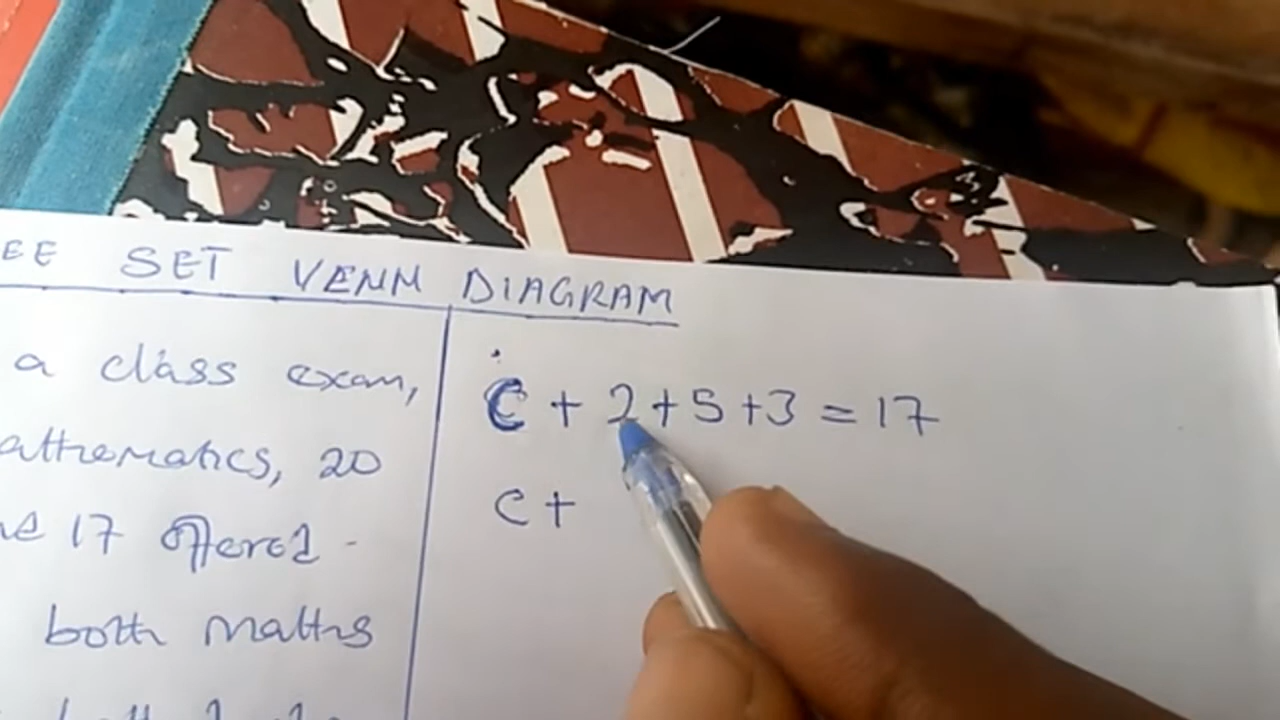 EE SET VENN DIAGRAM
a class exam,
athematics, 20
17 offered
both maths
C + 2 + 5 + 3 = 17
C +